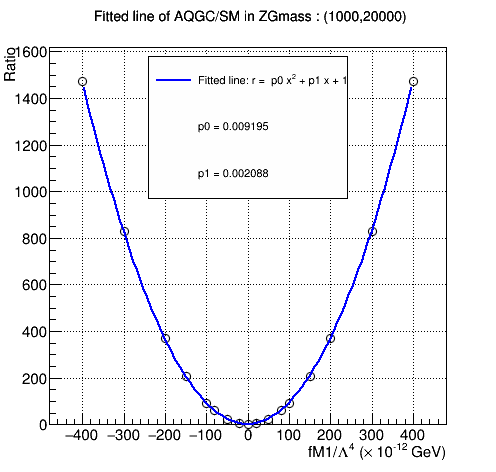 Fitted line of AQGC/SM in ZGmass : (1000,20000)
Ratio
1600
1400
1200
1000
800
600
400
200
0
Fitted line: r = p0 x² + p1 x + 1
p0 = 0.009195
p1 = 0.002088
−400 −300 −200 −100 0 100 200 300 400
fM1/Λ⁴ (× 10⁻¹² GeV)